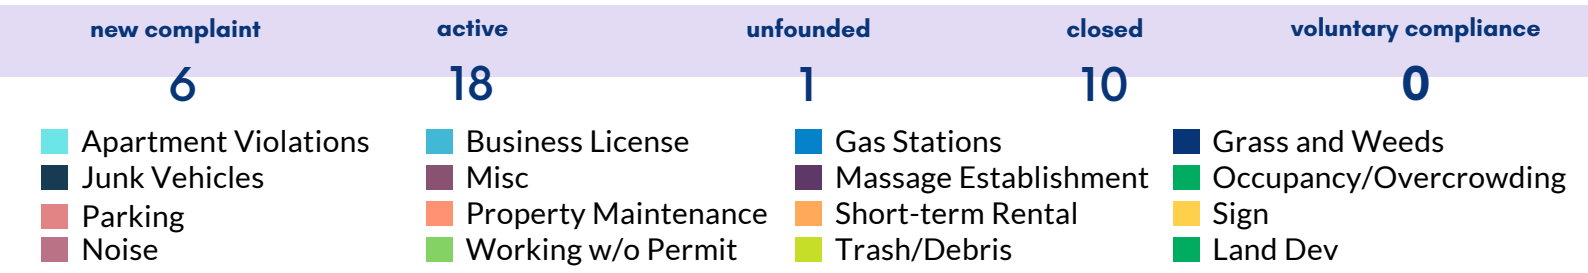 new complaint active unfounded closed voluntary compliance
6 18 1 10 0
Apartment Violations Business License Gas Stations Grass and Weeds
Junk Vehicles Misc Massage Establishment Occupancy/Overcrowding
Parking Property Maintenance Short-term Rental Sign
Noise Working w/o Permit Trash/Debris Land Dev